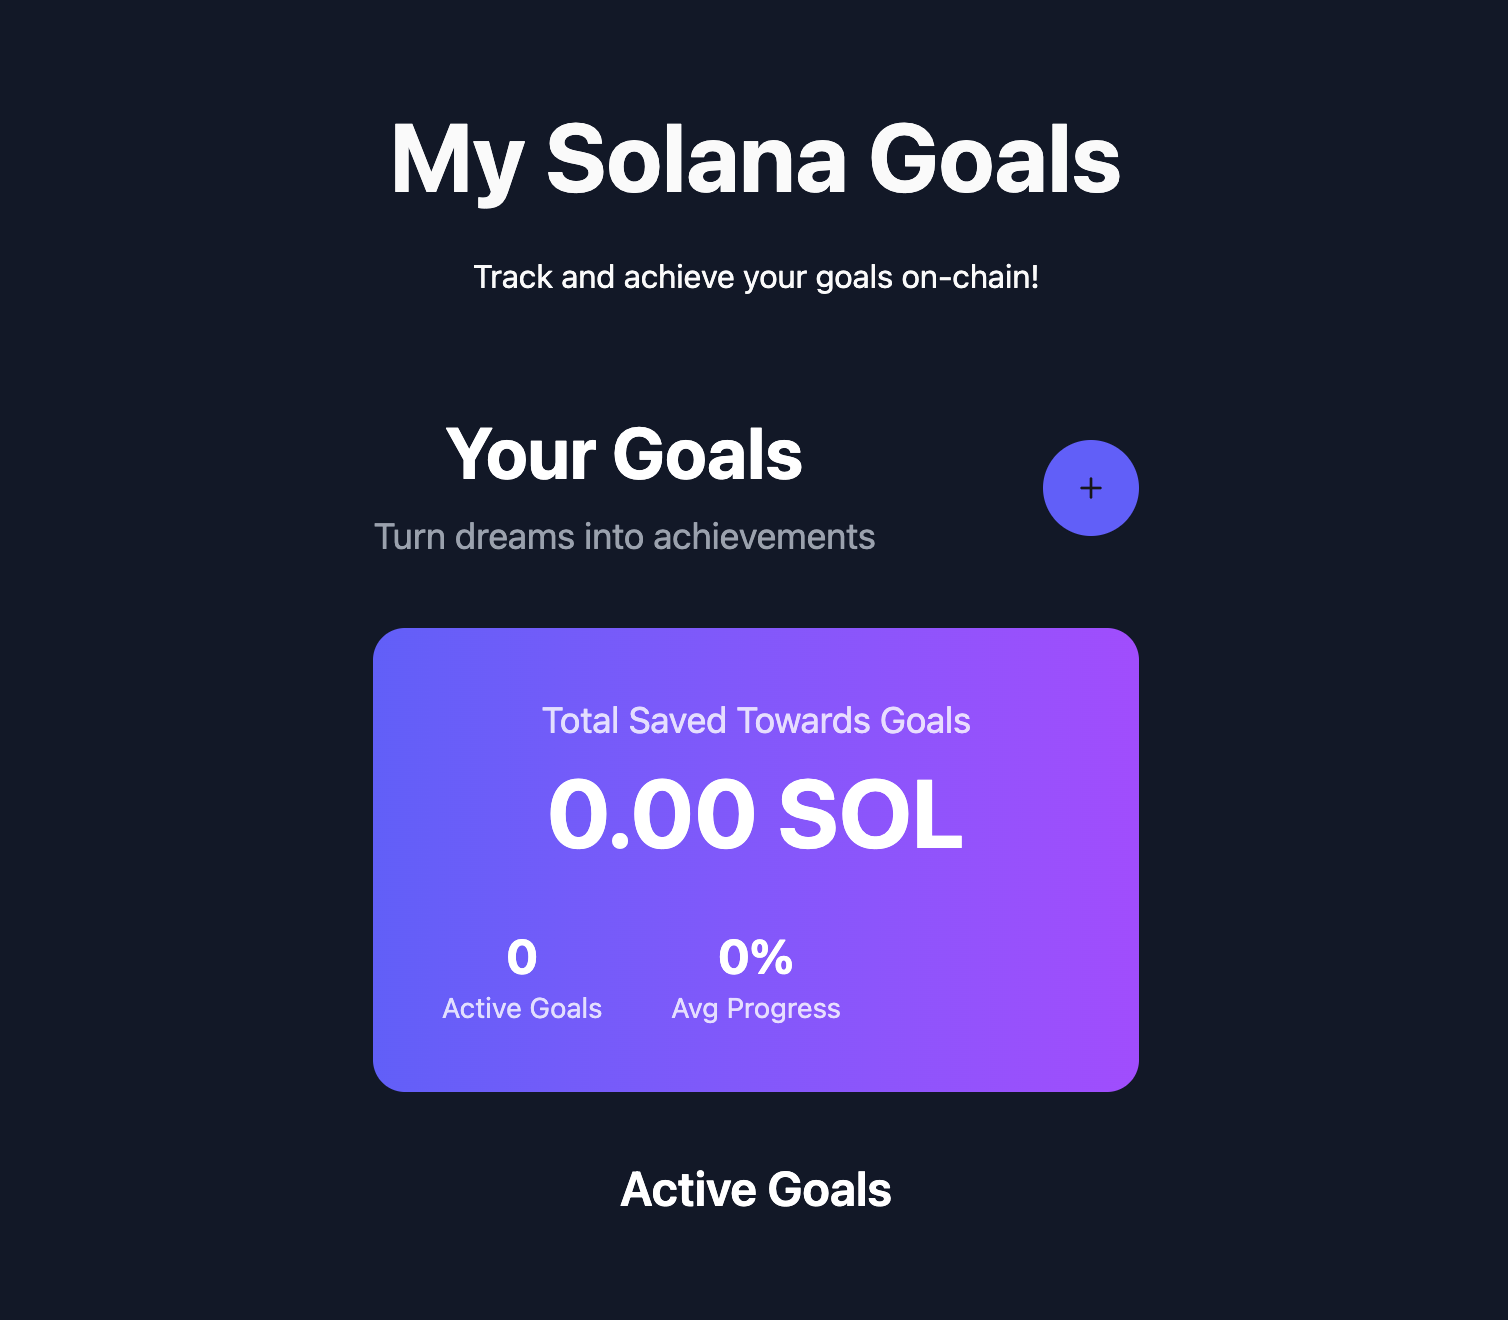 My Solana Goals
Track and achieve your goals on-chain!
Your Goals
+
Turn dreams into achievements
Total Saved Towards Goals
0.00 SOL
0 0%
Active Goals Avg Progress
Active Goals